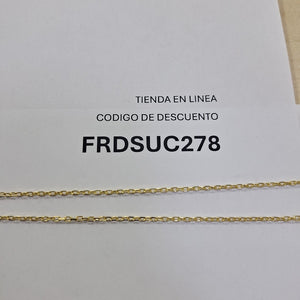 TIENDA EN LINEA
CODIGO DE DESCUENTO
FRDSUC278